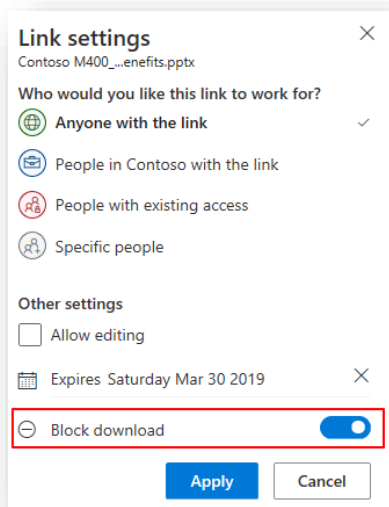 Link settings
Contoso M400_...enefits.pptx
Who would you like this link to work for?
Anyone with the link
People in Contoso with the link
People with existing access
Specific people
Other settings
Allow editing
Expires Saturday Mar 30 2019
Block download
Apply Cancel